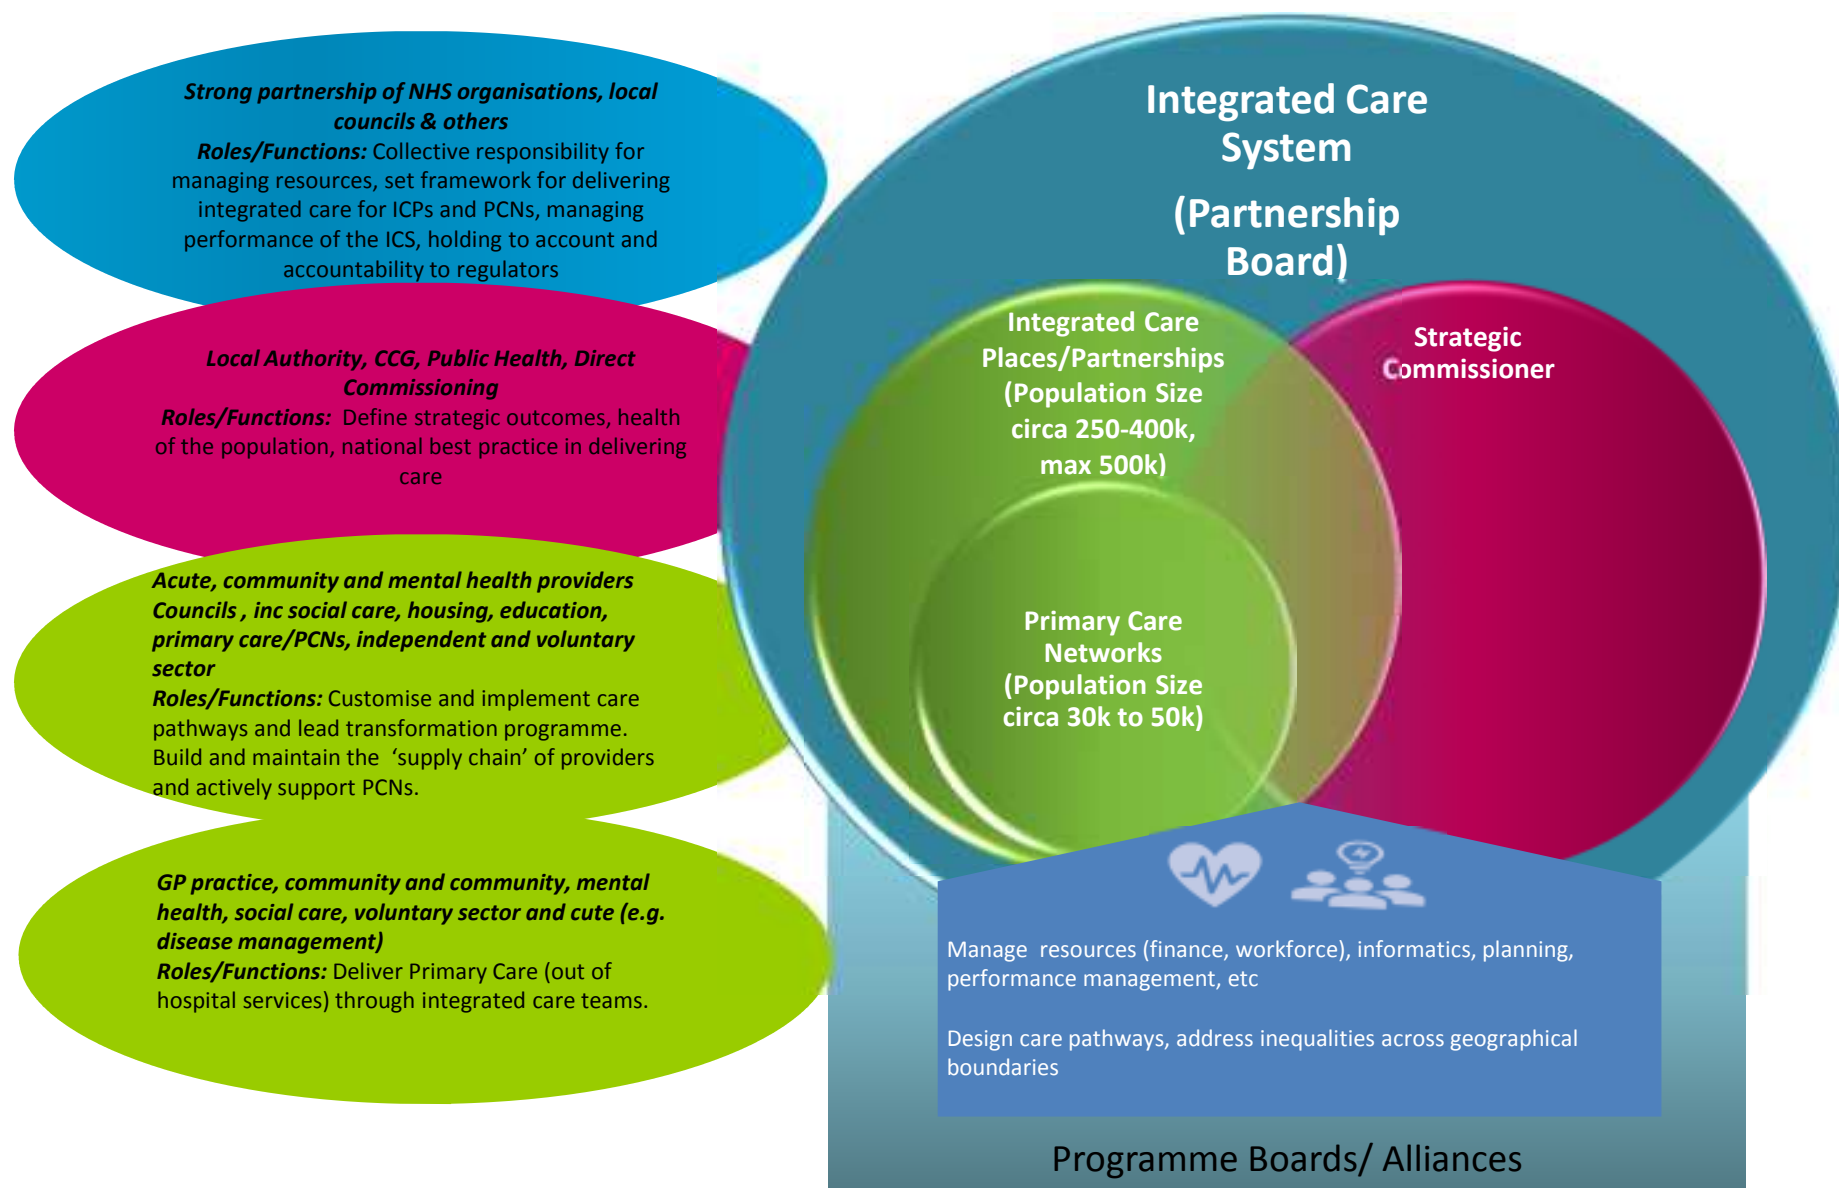 Strong partnership of NHS organisations, local
councils & others
Roles/Functions: Collective responsibility for
managing resources, set framework for delivering
integrated care for ICPs and PCNs, managing
performance of the ICS, holding to account and
accountability to regulators
Local Authority, CCG, Public Health, Direct
Commissioning
Roles/Functions: Define strategic outcomes, health
of the population, national best practice in delivering
care
Acute, community and mental health providers
Councils , inc social care, housing, education,
primary care/PCNs, independent and voluntary
sector
Roles/Functions: Customise and implement care
pathways and lead transformation programme.
Build and maintain the ‘supply chain’ of providers
and actively support PCNs.
GP practice, community and community, mental
health, social care, voluntary sector and cute (e.g.
disease management)
Roles/Functions: Deliver Primary Care (out of
hospital services) through integrated care teams.
Integrated Care
System
(Partnership
Board)
Integrated Care
Places/Partnerships
(Population Size
circa 250-400k,
max 500k)
Strategic
Commissioner
Primary Care
Networks
(Population Size
circa 30k to 50k)
Manage resources (finance, workforce), informatics, planning,
performance management, etc
Design care pathways, address inequalities across geographical
boundaries
Programme Boards/ Alliances